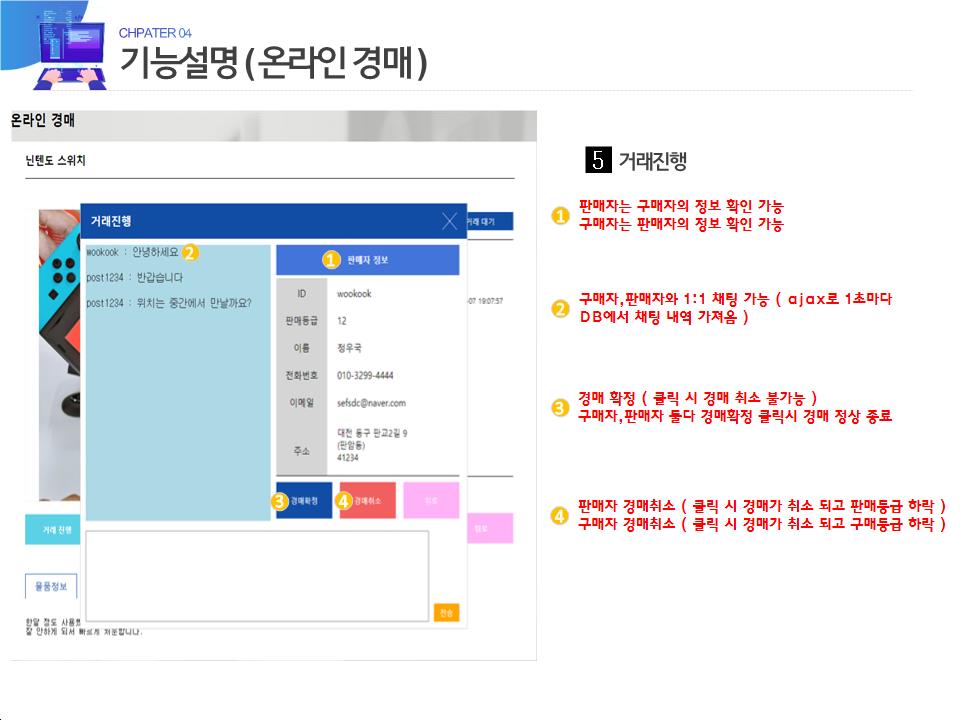 CHPATER 04
기능설명 ( 온라인 경매 )
온라인 경매
닌텐도 스위치
거래진행
거래 대기
wookook : 안녕하세요 2
post1234 : 반갑습니다
post1234 : 위치는 중간에서 만날까요?
1 판매자 정보
ID wookook
판매등급 12
이름 정우국
전화번호 010-3299-4444
이메일 sefsdc@naver.com
주소 대전 동구 판교2길 9
(판암동)
41234
-07 19:07:57
3 경매확정
4 경매취소
거래 진행
전송
물품정보
한달 정도 사용
잘 안하게 되서 빠르게 처분합니다.
5 거래진행
1 판매자는 구매자의 정보 확인 가능
구매자는 판매자의 정보 확인 가능
2 구매자,판매자와 1:1 채팅 가능 ( ajax로 1초마다
DB에서 채팅 내역 가져옴 )
3 경매 확정 ( 클릭 시 경매 취소 불가능 )
구매자,판매자 둘다 경매확정 클릭시 경매 정상 종료
4 판매자 경매취소 ( 클릭 시 경매가 취소 되고 판매등급 하락 )
구매자 경매취소 ( 클릭 시 경매가 취소 되고 구매등급 하락 )